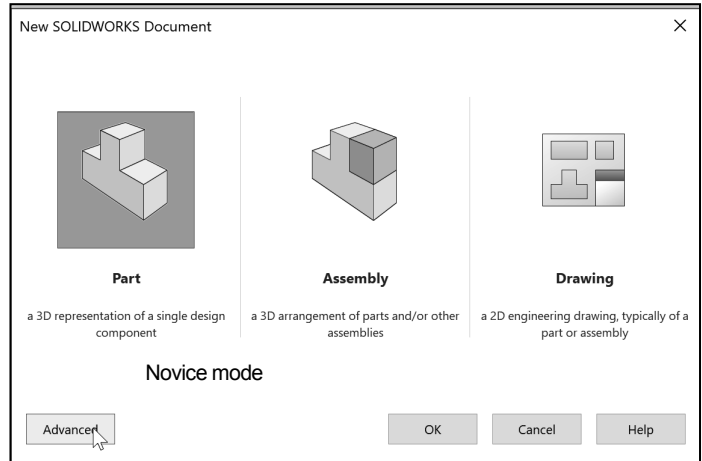 New SOLIDWORKS Document
Part
a 3D representation of a single design
component
Assembly
a 3D arrangement of parts and/or other
assemblies
Drawing
a 2D engineering drawing, typically of a
part or assembly
Novice mode
Advanced
OK
Cancel
Help